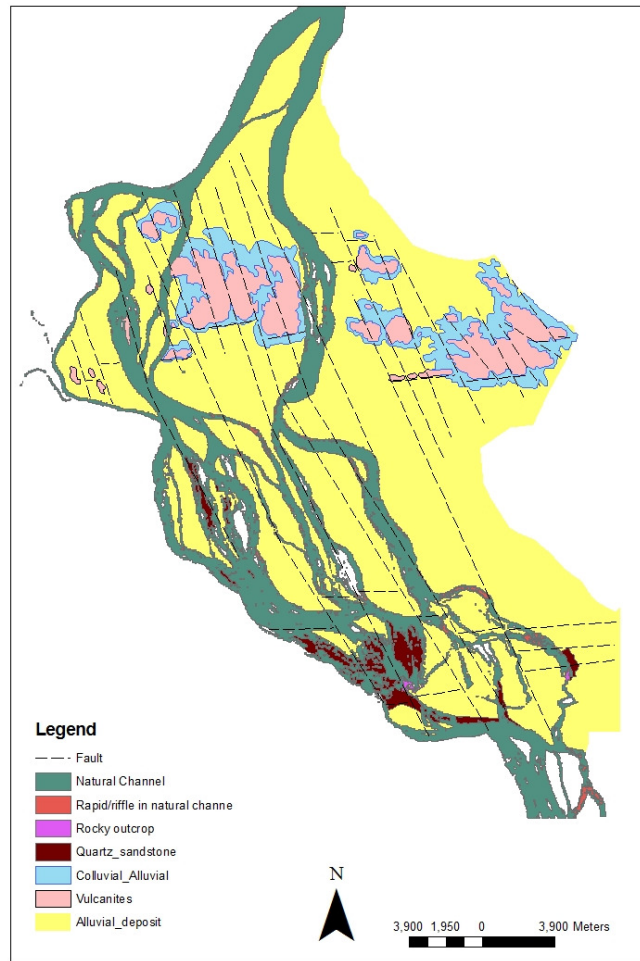 Legend
Fault
Natural Channel
Rapid/riffle in natural channe
Rocky outcrop
Quartz_sandstone
Colluvial_Alluvial
Vulcanites
Alluvial_deposit
N
3,900 1,950 0 3,900 Meters